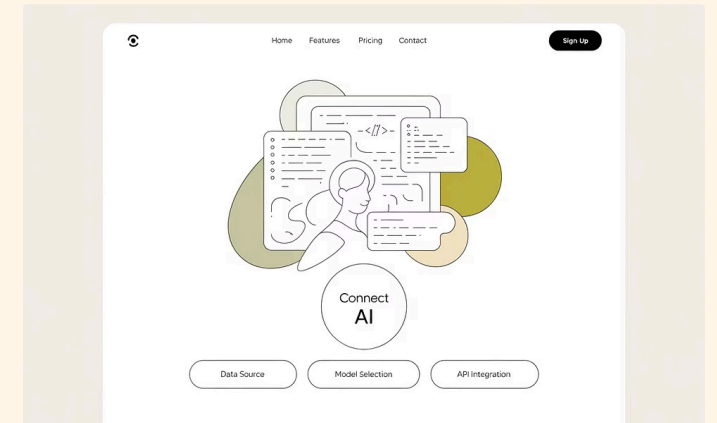 Home
Features
Pricing
Contact
Sign Up
</>
Connect
AI
Data Source
Model Selection
API Integration